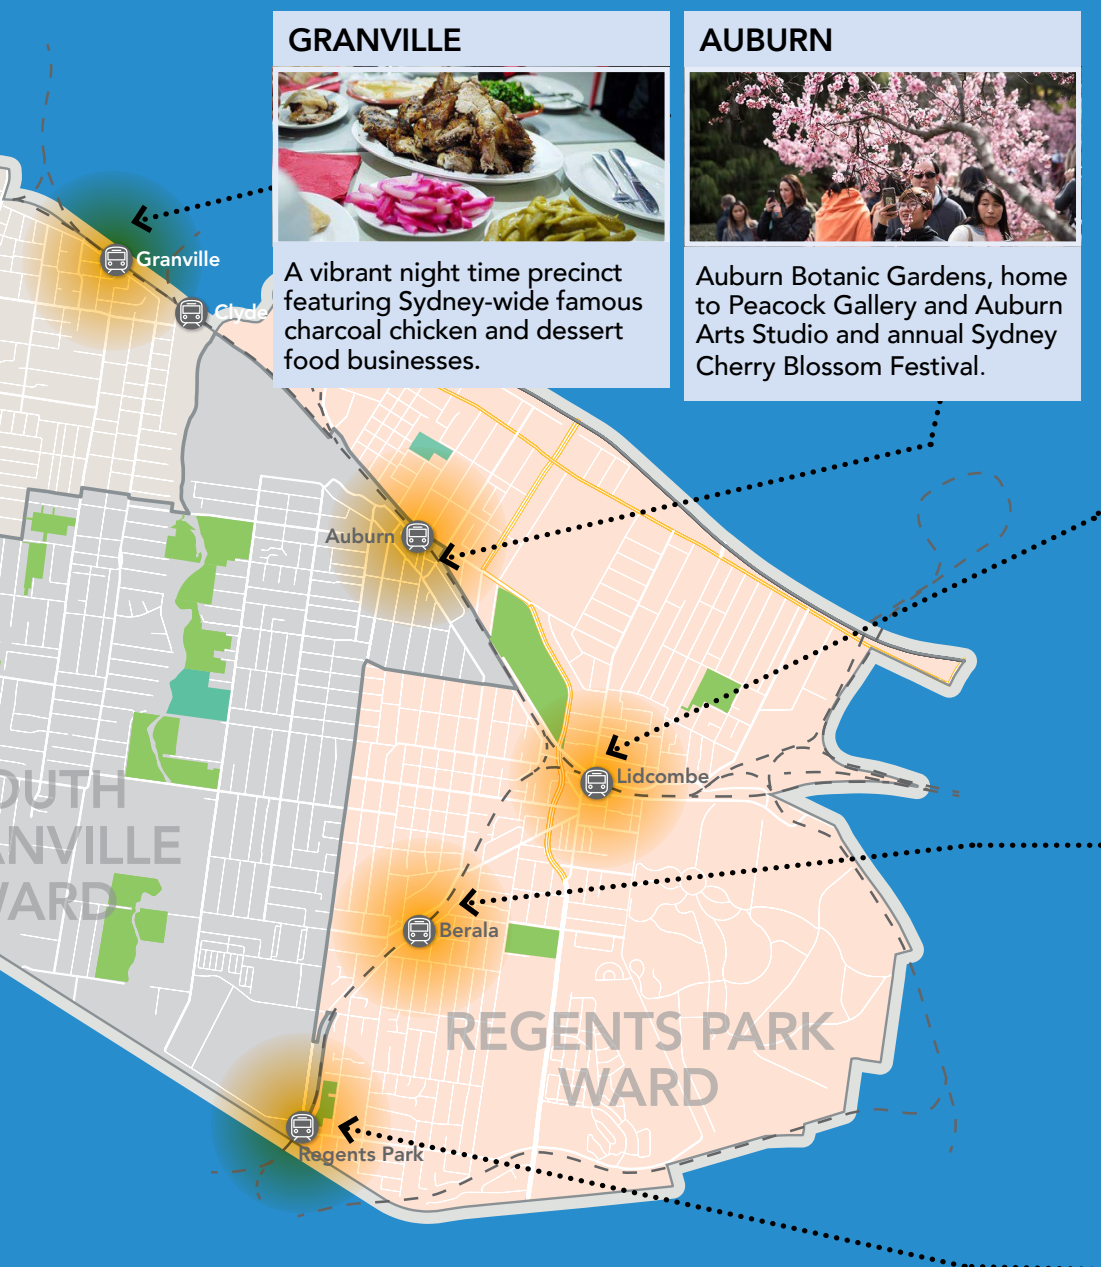 GRANVILLE
A vibrant night time precinct
featuring Sydney-wide famous
charcoal chicken and dessert
food businesses.
AUBURN
Auburn Botanic Gardens, home
to Peacock Gallery and Auburn
Arts Studio and annual Sydney
Cherry Blossom Festival.
Granville
Clyde
Auburn
Lidcombe
OUTH
ANVILLE
WARD
Berala
REGENTS PARK
WARD
Regents Park